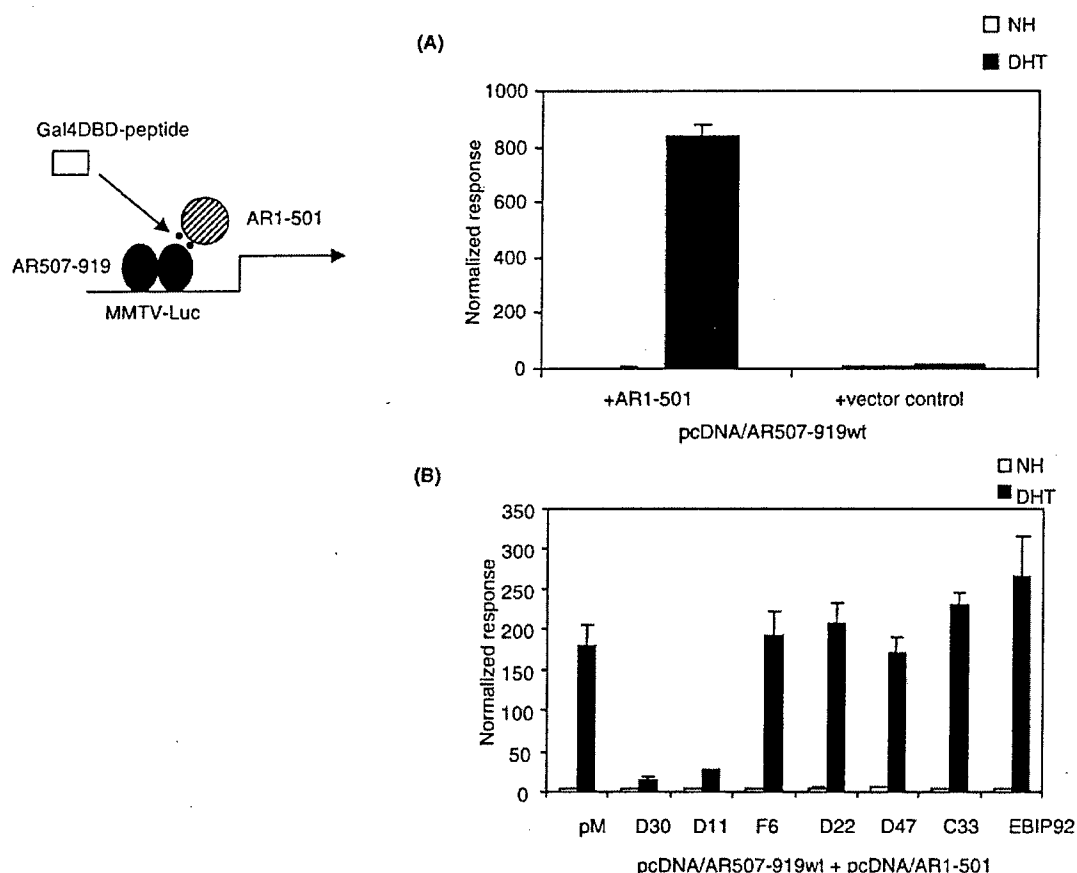 Gal4DBD-peptide
AR1-501
AR507-919
MMTV-Luc
(A)
NH
DHT
Normalized response
1000
800
600
400
200
0
+AR1-501
+vector control
pcDNA/AR507-919wt
(B)
NH
DHT
Normalized response
350
300
250
200
150
100
50
0
pM D30 D11 F6 D22 D47 C33 EBIP92
pcDNA/AR507-919wt + pcDNA/AR1-501